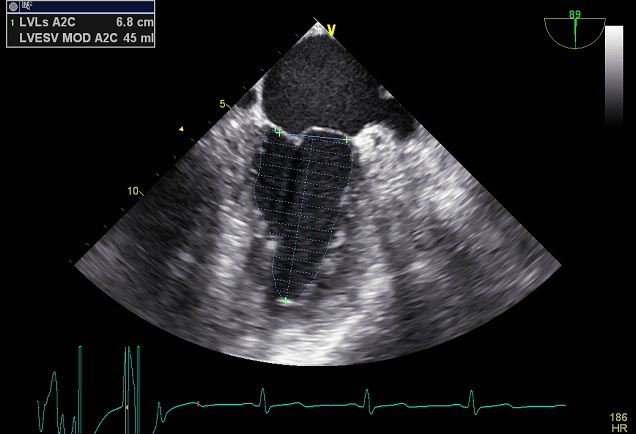 1 LVLs A2C 6.8 cm
LVESV MOD A2C 45 ml
V
89
5
10
186
HR